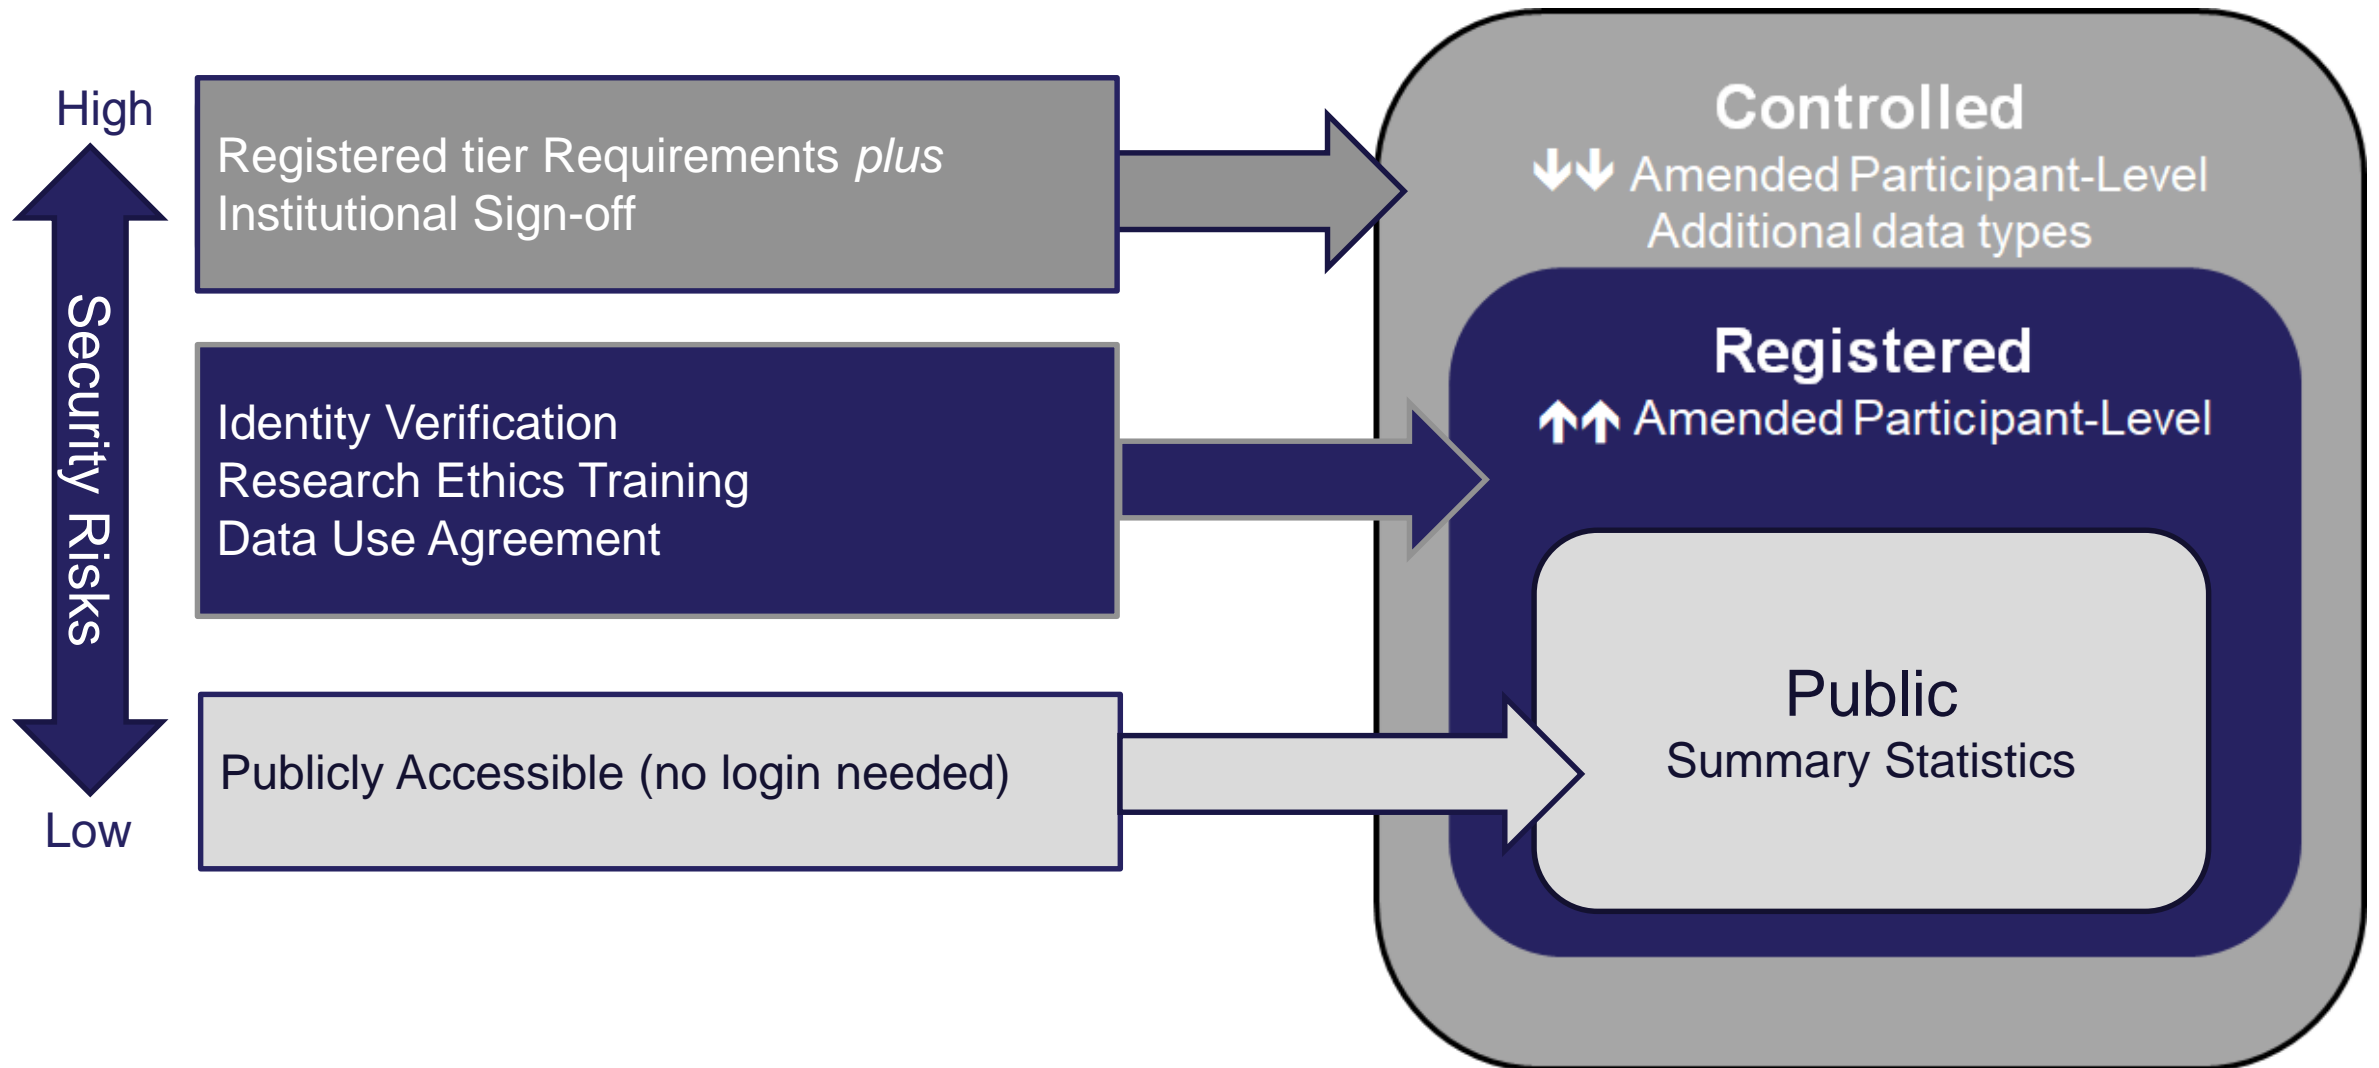 High
Security Risks
Low
Registered tier Requirements plus
Institutional Sign-off
Identity Verification
Research Ethics Training
Data Use Agreement
Publicly Accessible (no login needed)
Controlled
↓↓ Amended Participant-Level
Additional data types
Registered
↑↑ Amended Participant-Level
Public
Summary Statistics